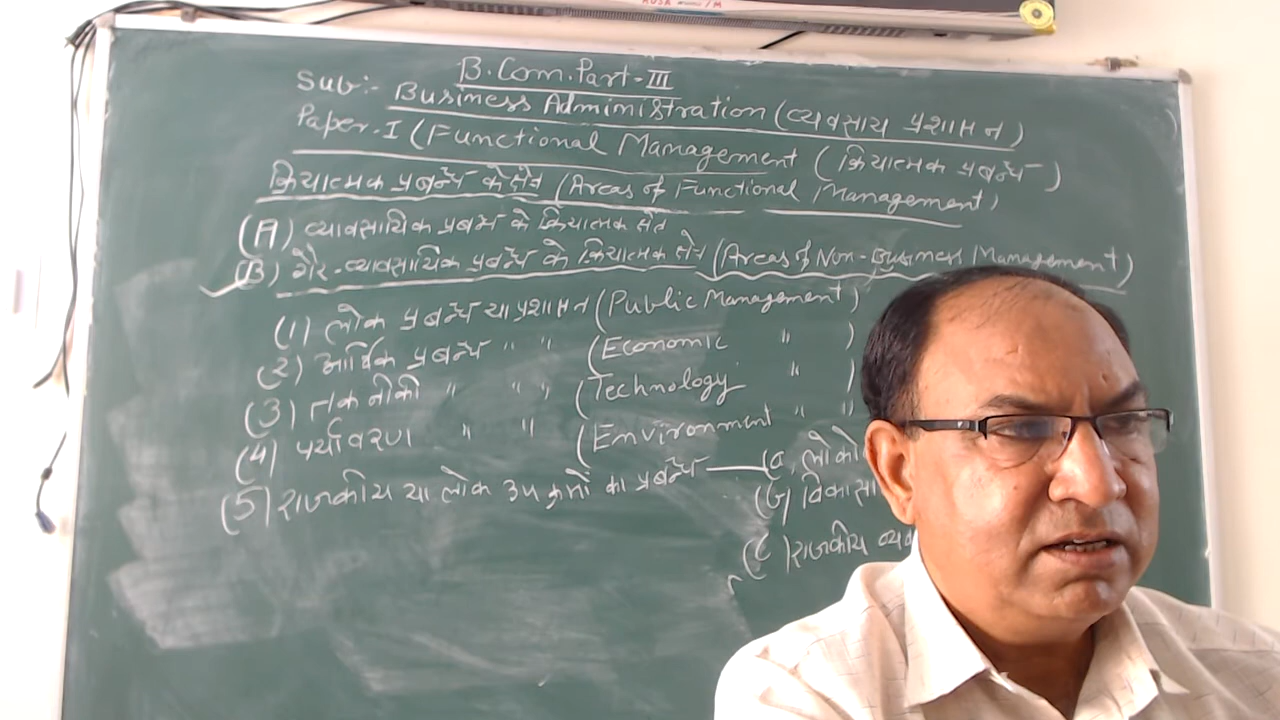 B.Com.Part-III
Sub:- Business Administration (व्यवसाय प्रशासन)
Paper.I (Functional Management (क्रियात्मक प्रबन्ध)
क्रियात्मक प्रबन्ध के क्षेत्र (Areas of Functional Management)
(A) व्यावसायिक प्रबन्ध के क्रियात्मक क्षेत्र
(B) गैर-व्यावसायिक प्रबन्ध के क्रियात्मक क्षेत्र (Areas of Non-Business Management)
(1) लोक प्रबन्ध या प्रशासन (Public Management)
(2) आर्थिक प्रबन्ध " " (Economic " )
(3) तकनीकी " " " (Technology " )
(4) पर्यावरण " " (Environment " ")
(5) राजकीय या लोक उपक्रमों का प्रबन्ध — (a
(b) विकासा
(c) राजकीय